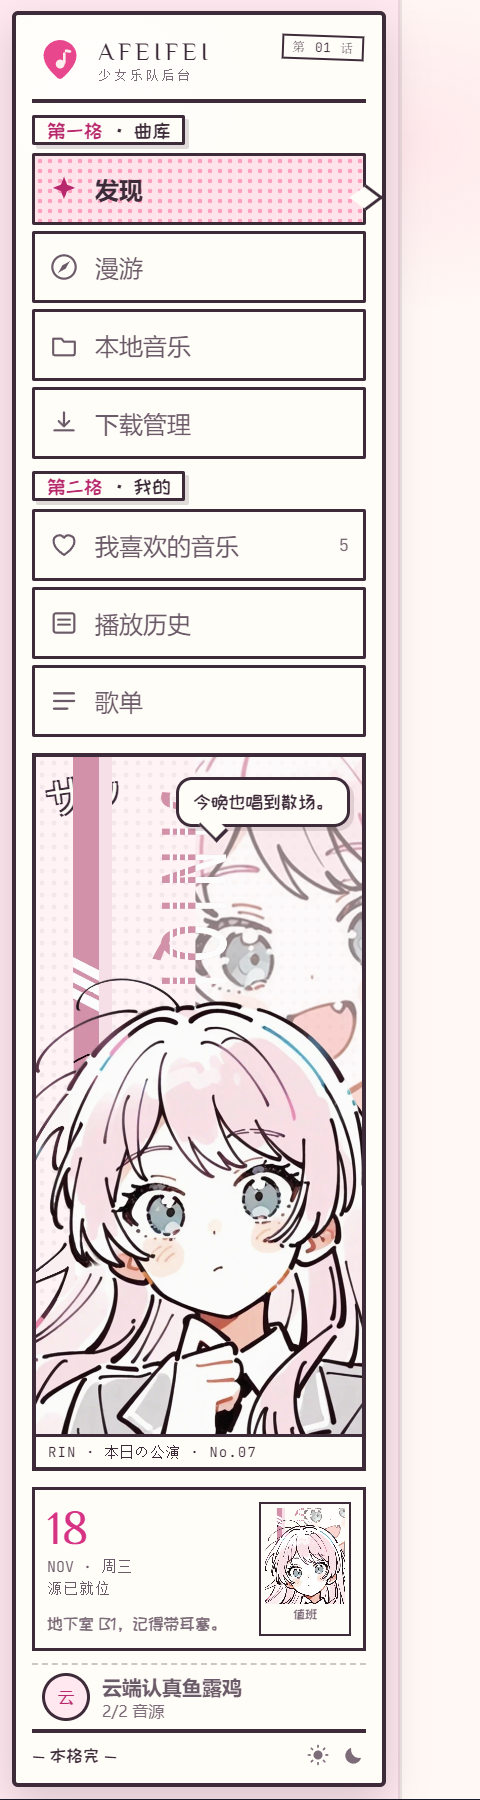 AFEIFEI
少女乐队后台
第 01 话
第一格 · 曲库
发现
漫游
本地音乐
下载管理
第二格 · 我的
我喜欢的音乐 5
播放历史
歌单
今晚也唱到散场。
RIN · 本日の公演 · No.07
18
NOV · 周三
源已就位
地下室 B1，记得带耳塞。
值班
云
云端认真鱼露鸡
2/2 音源
— 本格完 —